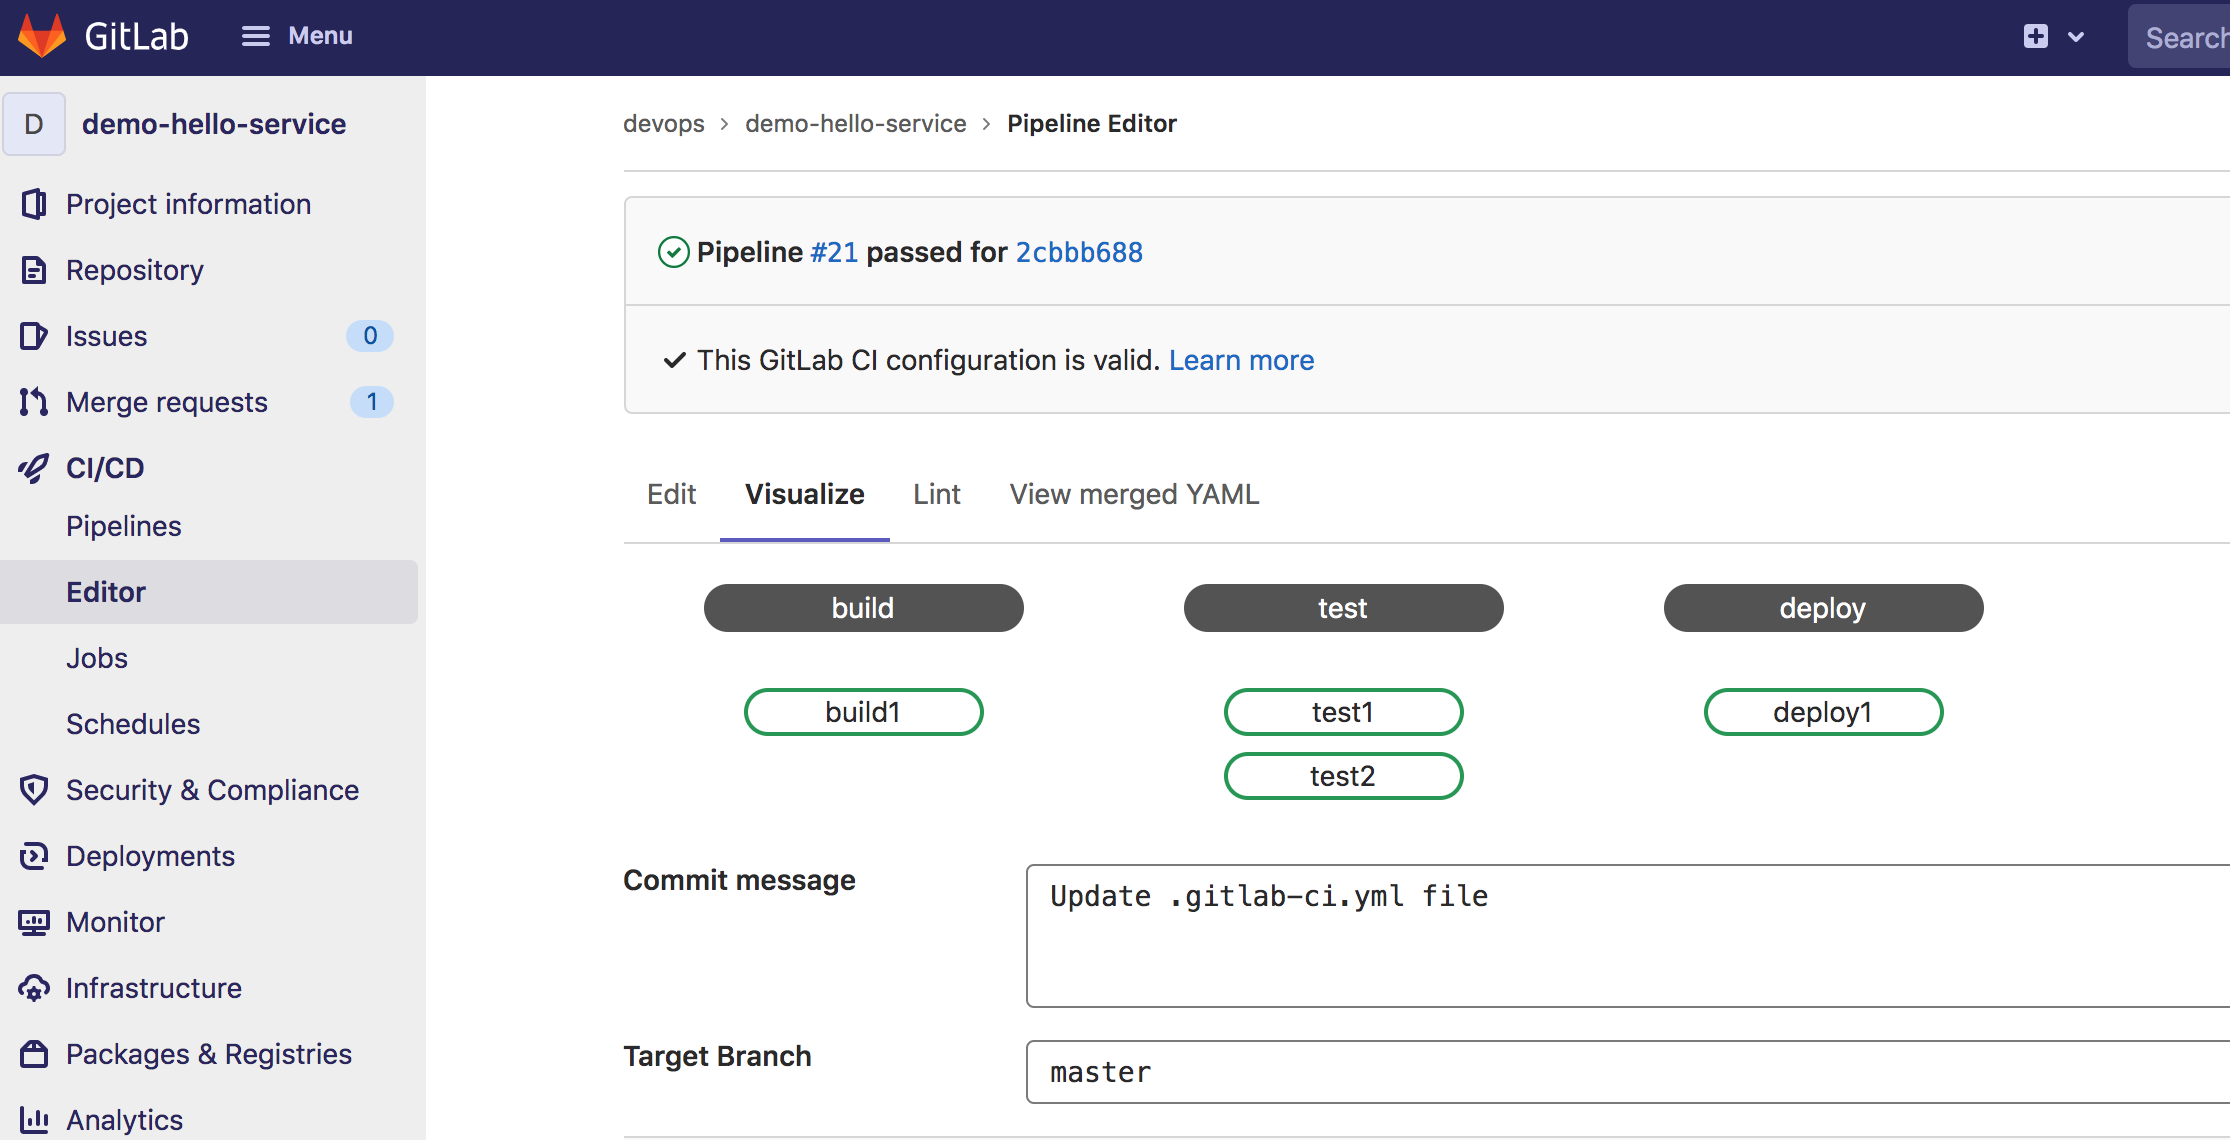 GitLab
Menu
Search
D
demo-hello-service
Project information
Repository
Issues
0
Merge requests
1
CI/CD
Pipelines
Editor
Jobs
Schedules
Security & Compliance
Deployments
Monitor
Infrastructure
Packages & Registries
Analytics
devops > demo-hello-service > Pipeline Editor
Pipeline #21 passed for 2cbbb688
This GitLab CI configuration is valid. Learn more
Edit
Visualize
Lint
View merged YAML
build
test
deploy
build1
test1
deploy1
test2
Commit message
Update .gitlab-ci.yml file
Target Branch
master